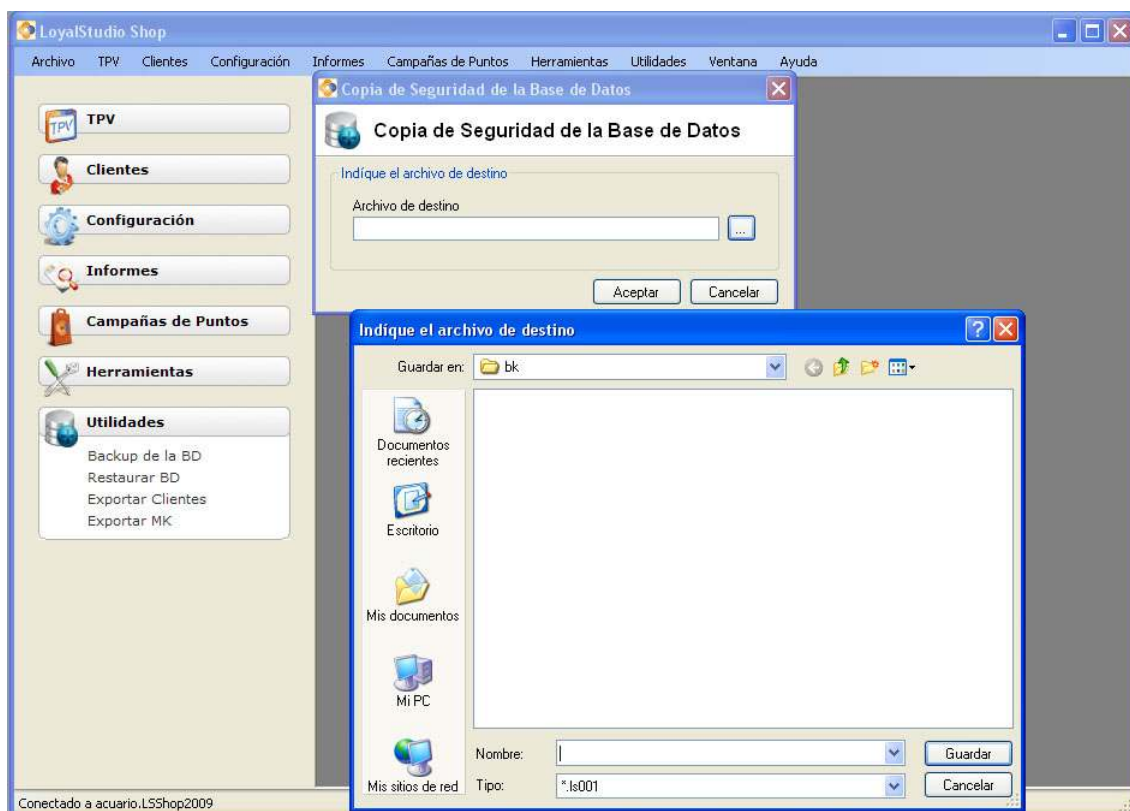 LoyalStudio Shop
Archivo TPV Clientes Configuración Informes Campañas de Puntos Herramientas Utilidades Ventana Ayuda
TPV
TPV
Clientes
Configuración
Informes
Campañas de Puntos
Herramientas
Utilidades
Backup de la BD
Restaurar BD
Exportar Clientes
Exportar MK
Copia de Seguridad de la Base de Datos
Copia de Seguridad de la Base de Datos
Indíque el archivo de destino
Archivo de destino
...
Aceptar Cancelar
Indíque el archivo de destino
Guardar en: bk
Documentos
recientes
Escritorio
Mis documentos
Mi PC
Mis sitios de red
Nombre: Guardar
Tipo: *.ls001 Cancelar
Conectado a acuario.LSShop2009